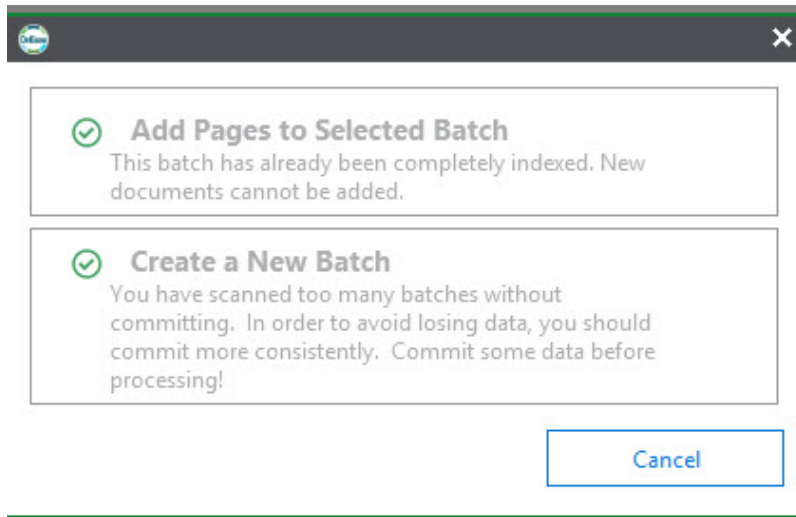 OnBase
Add Pages to Selected Batch
This batch has already been completely indexed. New
documents cannot be added.
Create a New Batch
You have scanned too many batches without
committing.  In order to avoid losing data, you should
commit more consistently.  Commit some data before
processing!
Cancel